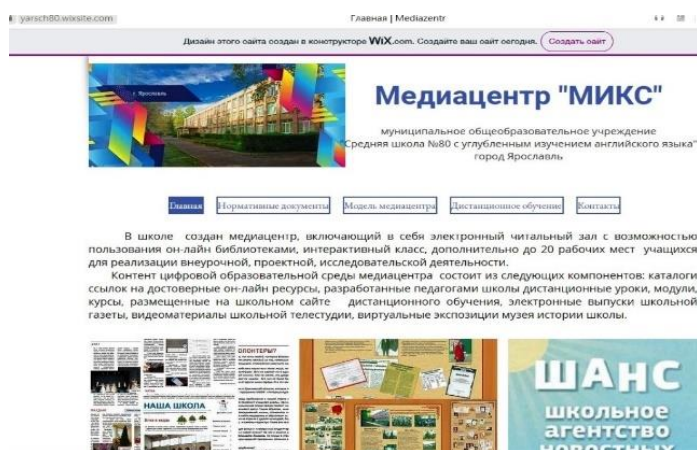 yarsch80.wixsite.com
Главная | Mediazentr
Дизайн этого сайта создан в конструкторе WiX.com. Создайте ваш сайт сегодня. Создать сайт
г. Ярославль
Медиацентр "МИКС"
муниципальное общеобразовательное учреждение
"Средняя школа №80 с углубленным изучением английского языка"
город Ярославль
Главная Нормативные документы Модель медиацентра Дистанционное обучение Контакты
В школе создан медиацентр, включающий в себя электронный читальный зал с возможностью
пользования он-лайн библиотеками, интерактивный класс, дополнительно до 20 рабочих мест учащихся
для реализации внеурочной, проектной, исследовательской деятельности.
Контент цифровой образовательной среды медиацентра состоит из следующих компонентов: каталоги
ссылок на достоверные он-лайн ресурсы, разработанные педагогами школы дистанционные уроки, модули,
курсы, размещенные на школьном сайте дистанционного обучения, электронные выпуски школьной
газеты, видеоматериалы школьной телестудии, виртуальные экспозиции музея истории школы.
НАША ШКОЛА
ШАНС
школьное
агентство
новостных